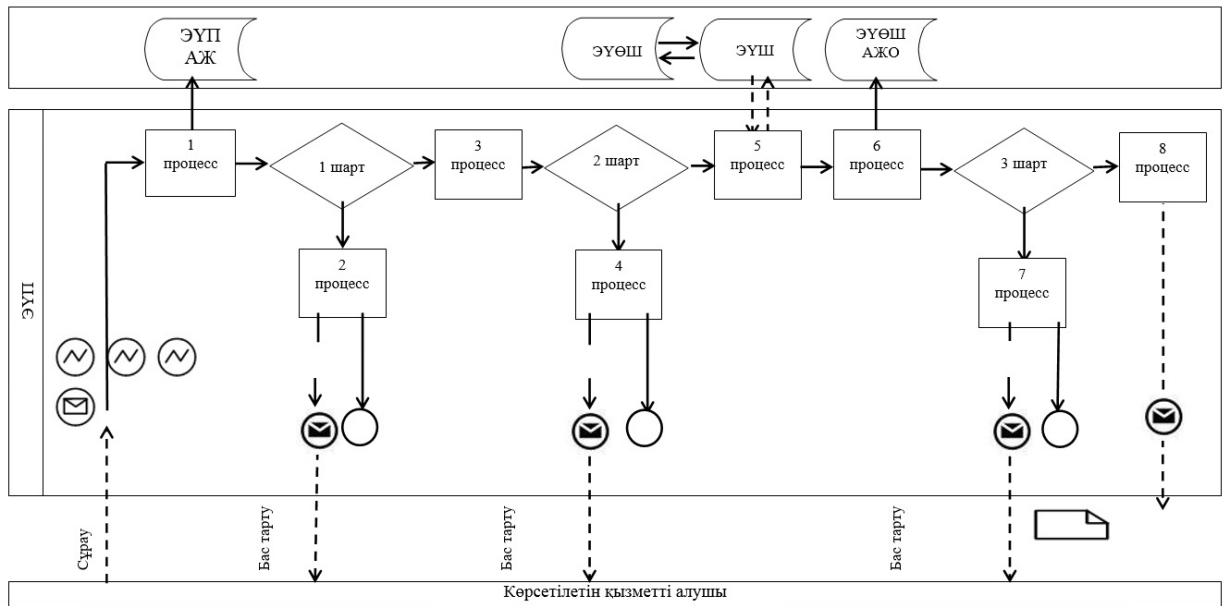 ЭҮП
АЖ
ЭҮӨШ
ЭҮШ
ЭҮӨШ
АЖО
ЭҮП
1
процесс
1 шарт
3
процесс
2 шарт
5
процесс
6
процесс
3 шарт
8
процесс
2
процесс
4
процесс
7
процесс
Сұрау
Бас тарту
Бас тарту
Бас тарту
Көрсетілетін қызметті алушы